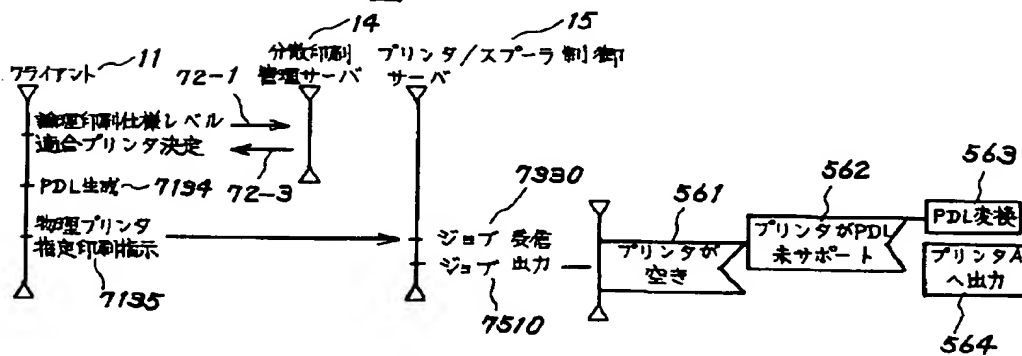 14
15
11
クライアント
分散印刷
管理サーバ
プリンタ/スプーラ制御
サーバ
72-1
論理印刷仕様レベル
適合プリンタ決定
72-3
PDL生成~7134
物理プリンタ
指定印刷指示
7135
7330
ジョブ 受信
ジョブ 出力
7510
561
プリンタが
空き
562
プリンタがPDL
未サポート
563
PDL変換
プリンタA
へ出力
564